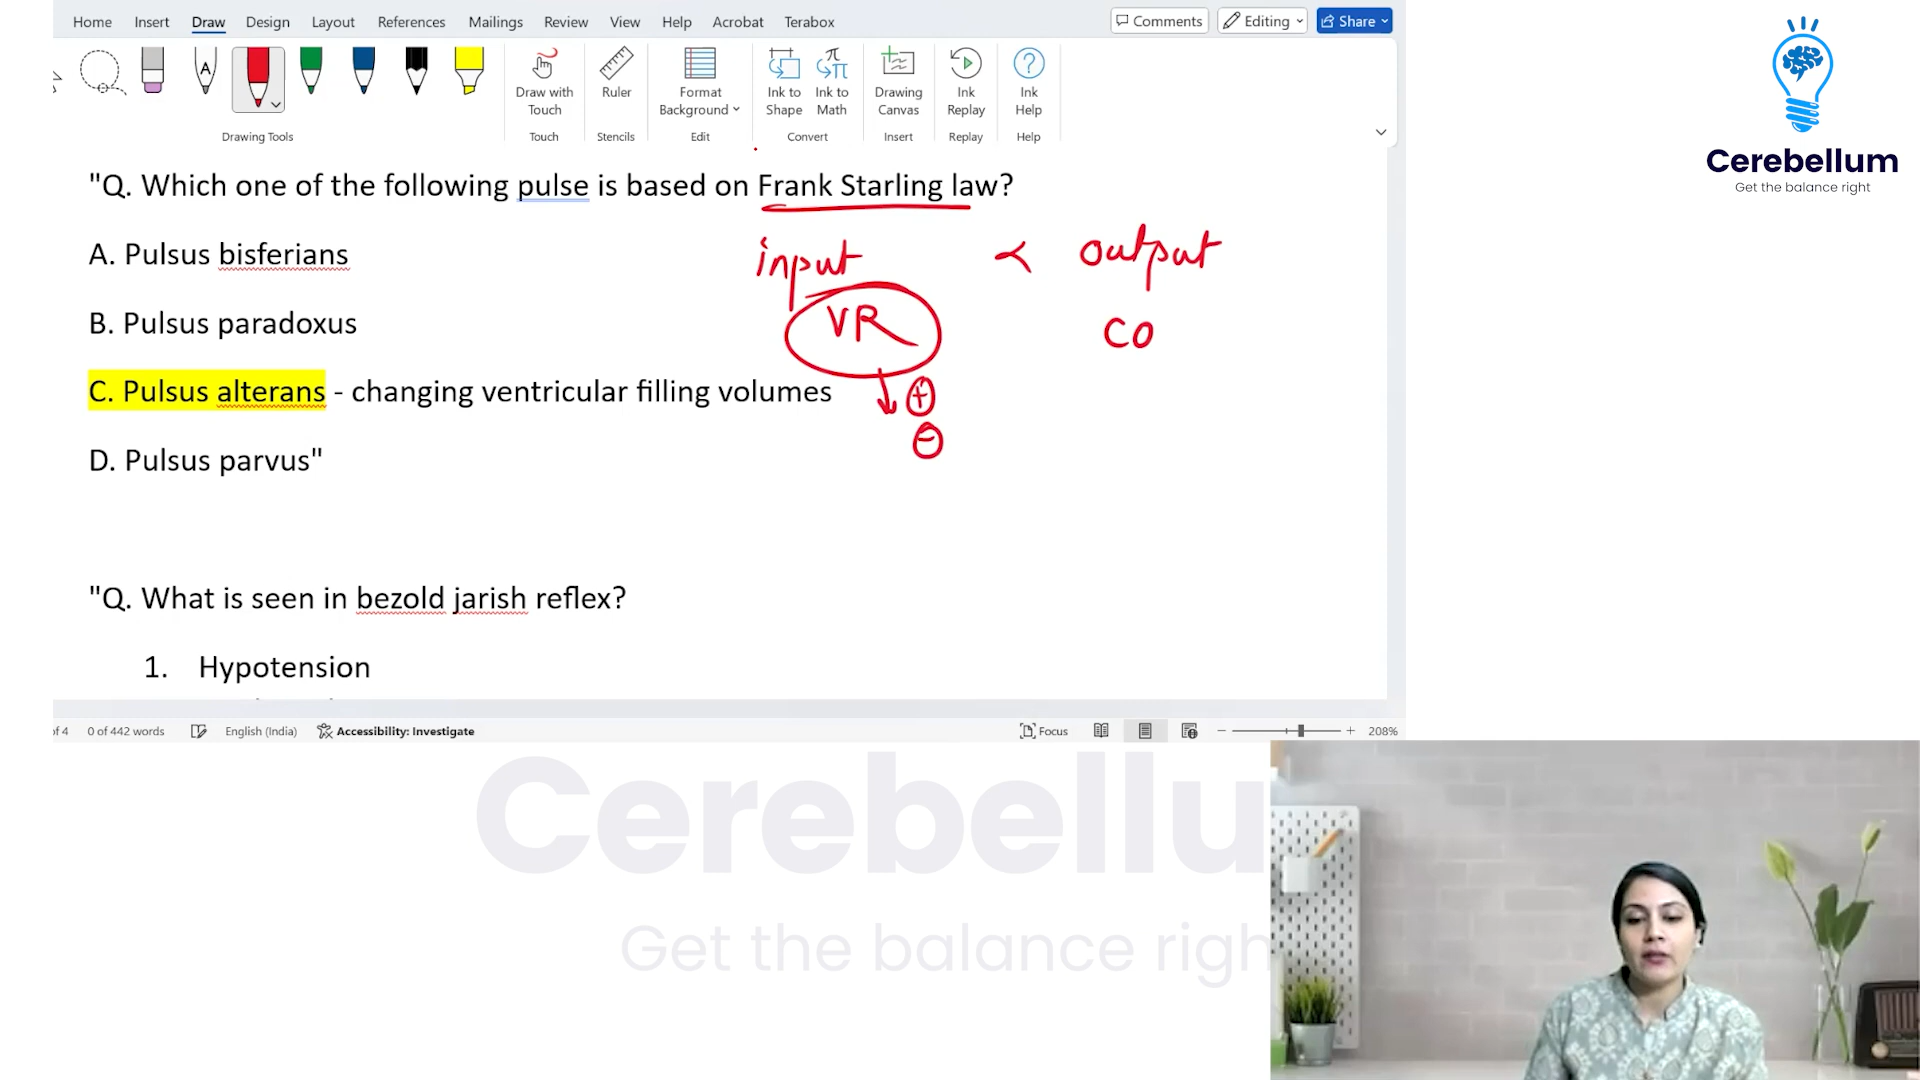 Home Insert Draw Design Layout References Mailings Review View Help Acrobat Terabox Comments Editing Share
Draw with Touch Ruler Format Background Ink to Shape Ink to Math Drawing Canvas Ink Replay Ink Help
Drawing Tools Touch Stencils Edit Convert Insert Replay Help
Cerebellum
Get the balance right
"Q. Which one of the following pulse is based on Frank Starling law?
input ∝ output
A. Pulsus bisferians
VR CO
B. Pulsus paradoxus
C. Pulsus alterans - changing ventricular filling volumes
+
−
D. Pulsus parvus"
"Q. What is seen in bezold jarish reflex?
1. Hypotension
of 4 0 of 442 words English (India) Accessibility: Investigate Focus 208%
Cerebellu
Get the balance righ